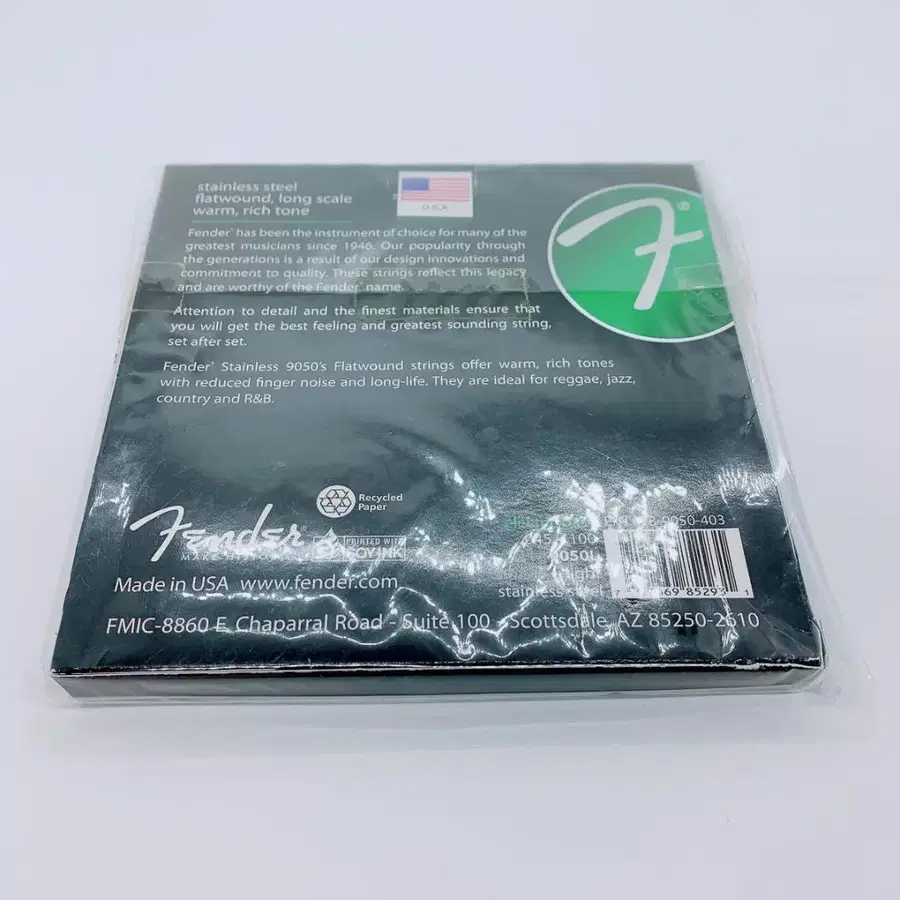 stainless steel
flatwound, long scale
warm, rich tone
U.S.A
F®
Fender® has been the instrument of choice for many of the
greatest musicians since 1946. Our popularity through
the generations is a result of our design innovations and
commitment to quality. These strings reflect this legacy
and are worthy of the Fender® name.
Attention to detail and the finest materials ensure that
you will get the best feeling and greatest sounding string,
set after set.
Fender® Stainless 9050's Flatwound strings offer warm, rich tones
with reduced finger noise and long-life. They are ideal for reggae, jazz,
country and R&B.
Recycled
Paper
Fender
PRINTED WITH
SOY INK
stainless steel
Made in USA www.fender.com
FMIC-8860 E. Chaparral Road - Suite 100 - Scottsdale, AZ 85250-2610